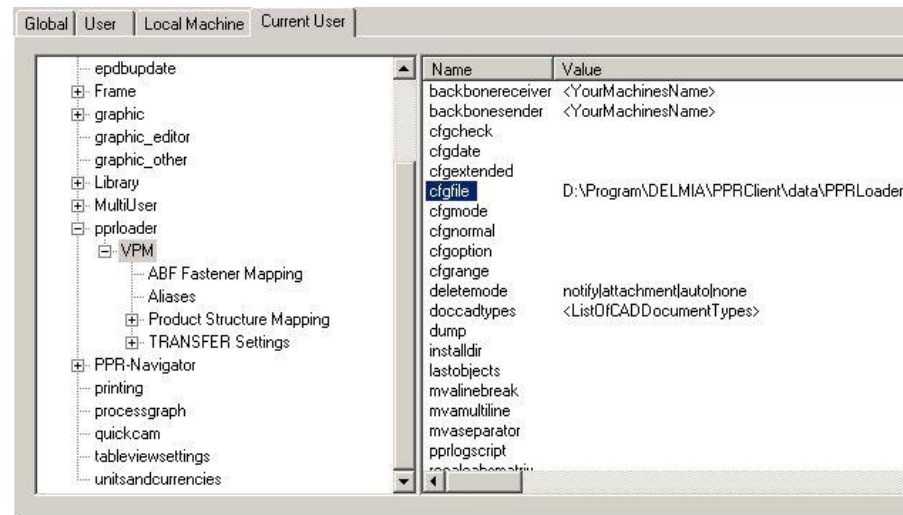 Global User Local Machine Current User
epdbupdate
Frame
graphic
graphic_editor
graphic_other
Library
MultiUser
pprloader
VPM
ABF Fastener Mapping
Aliases
Product Structure Mapping
TRANSFER Settings
PPR-Navigator
printing
processgraph
quickcam
tableviewsettings
unitsandcurrencies
Name Value
backbonereceiver <YourMachinesName>
backbonesender <YourMachinesName>
cfgcheck
cfgdate
cfgextended
cfgfile D:\Program\DELMIA\PPRClient\data\PPRLoader
cfgmode
cfgnormal
cfgoption
cfgrange
deletemode notify|attachment|auto|none
doccadtypes <ListOfCADDocumentTypes>
dump
installdir
lastobjects
mvalinebreak
mvamultiline
mvaseparator
pprlogscript